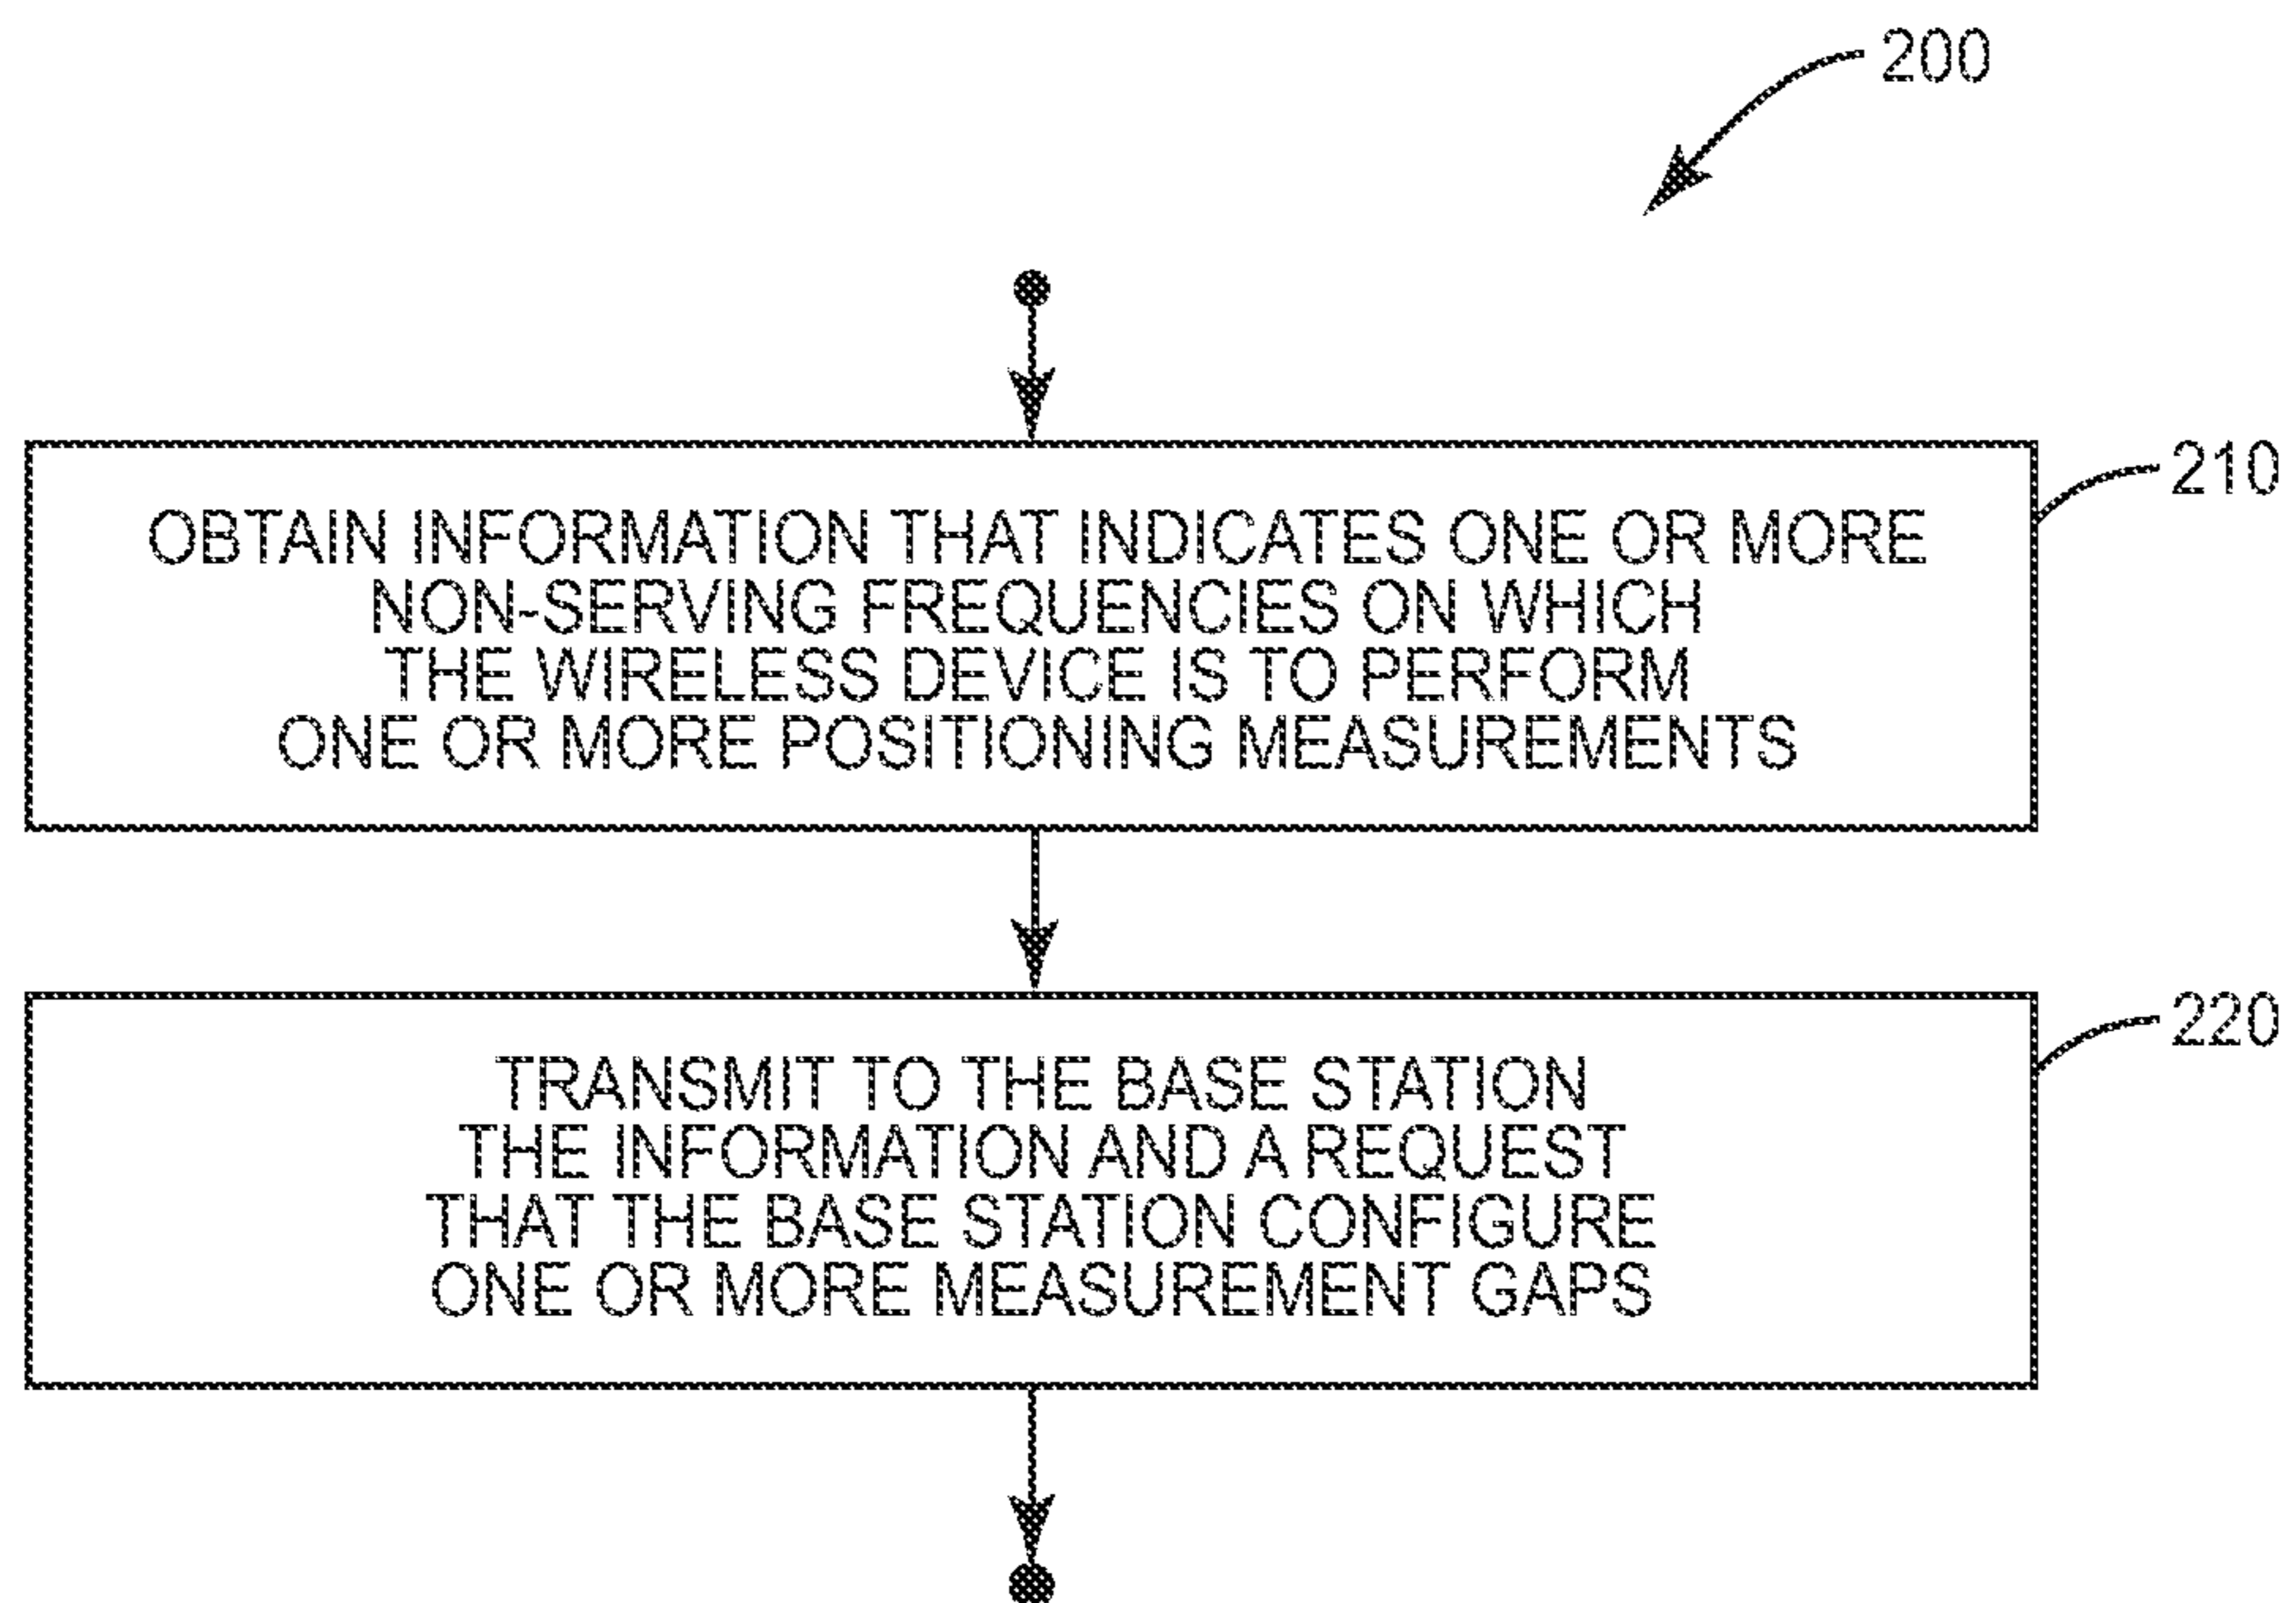 200
210
OBTAIN INFORMATION THAT INDICATES ONE OR MORE
NON-SERVING FREQUENCIES ON WHICH
THE WIRELESS DEVICE IS TO PERFORM
ONE OR MORE POSITIONING MEASUREMENTS
220
TRANSMIT TO THE BASE STATION
THE INFORMATION AND A REQUEST
THAT THE BASE STATION CONFIGURE
ONE OR MORE MEASUREMENT GAPS